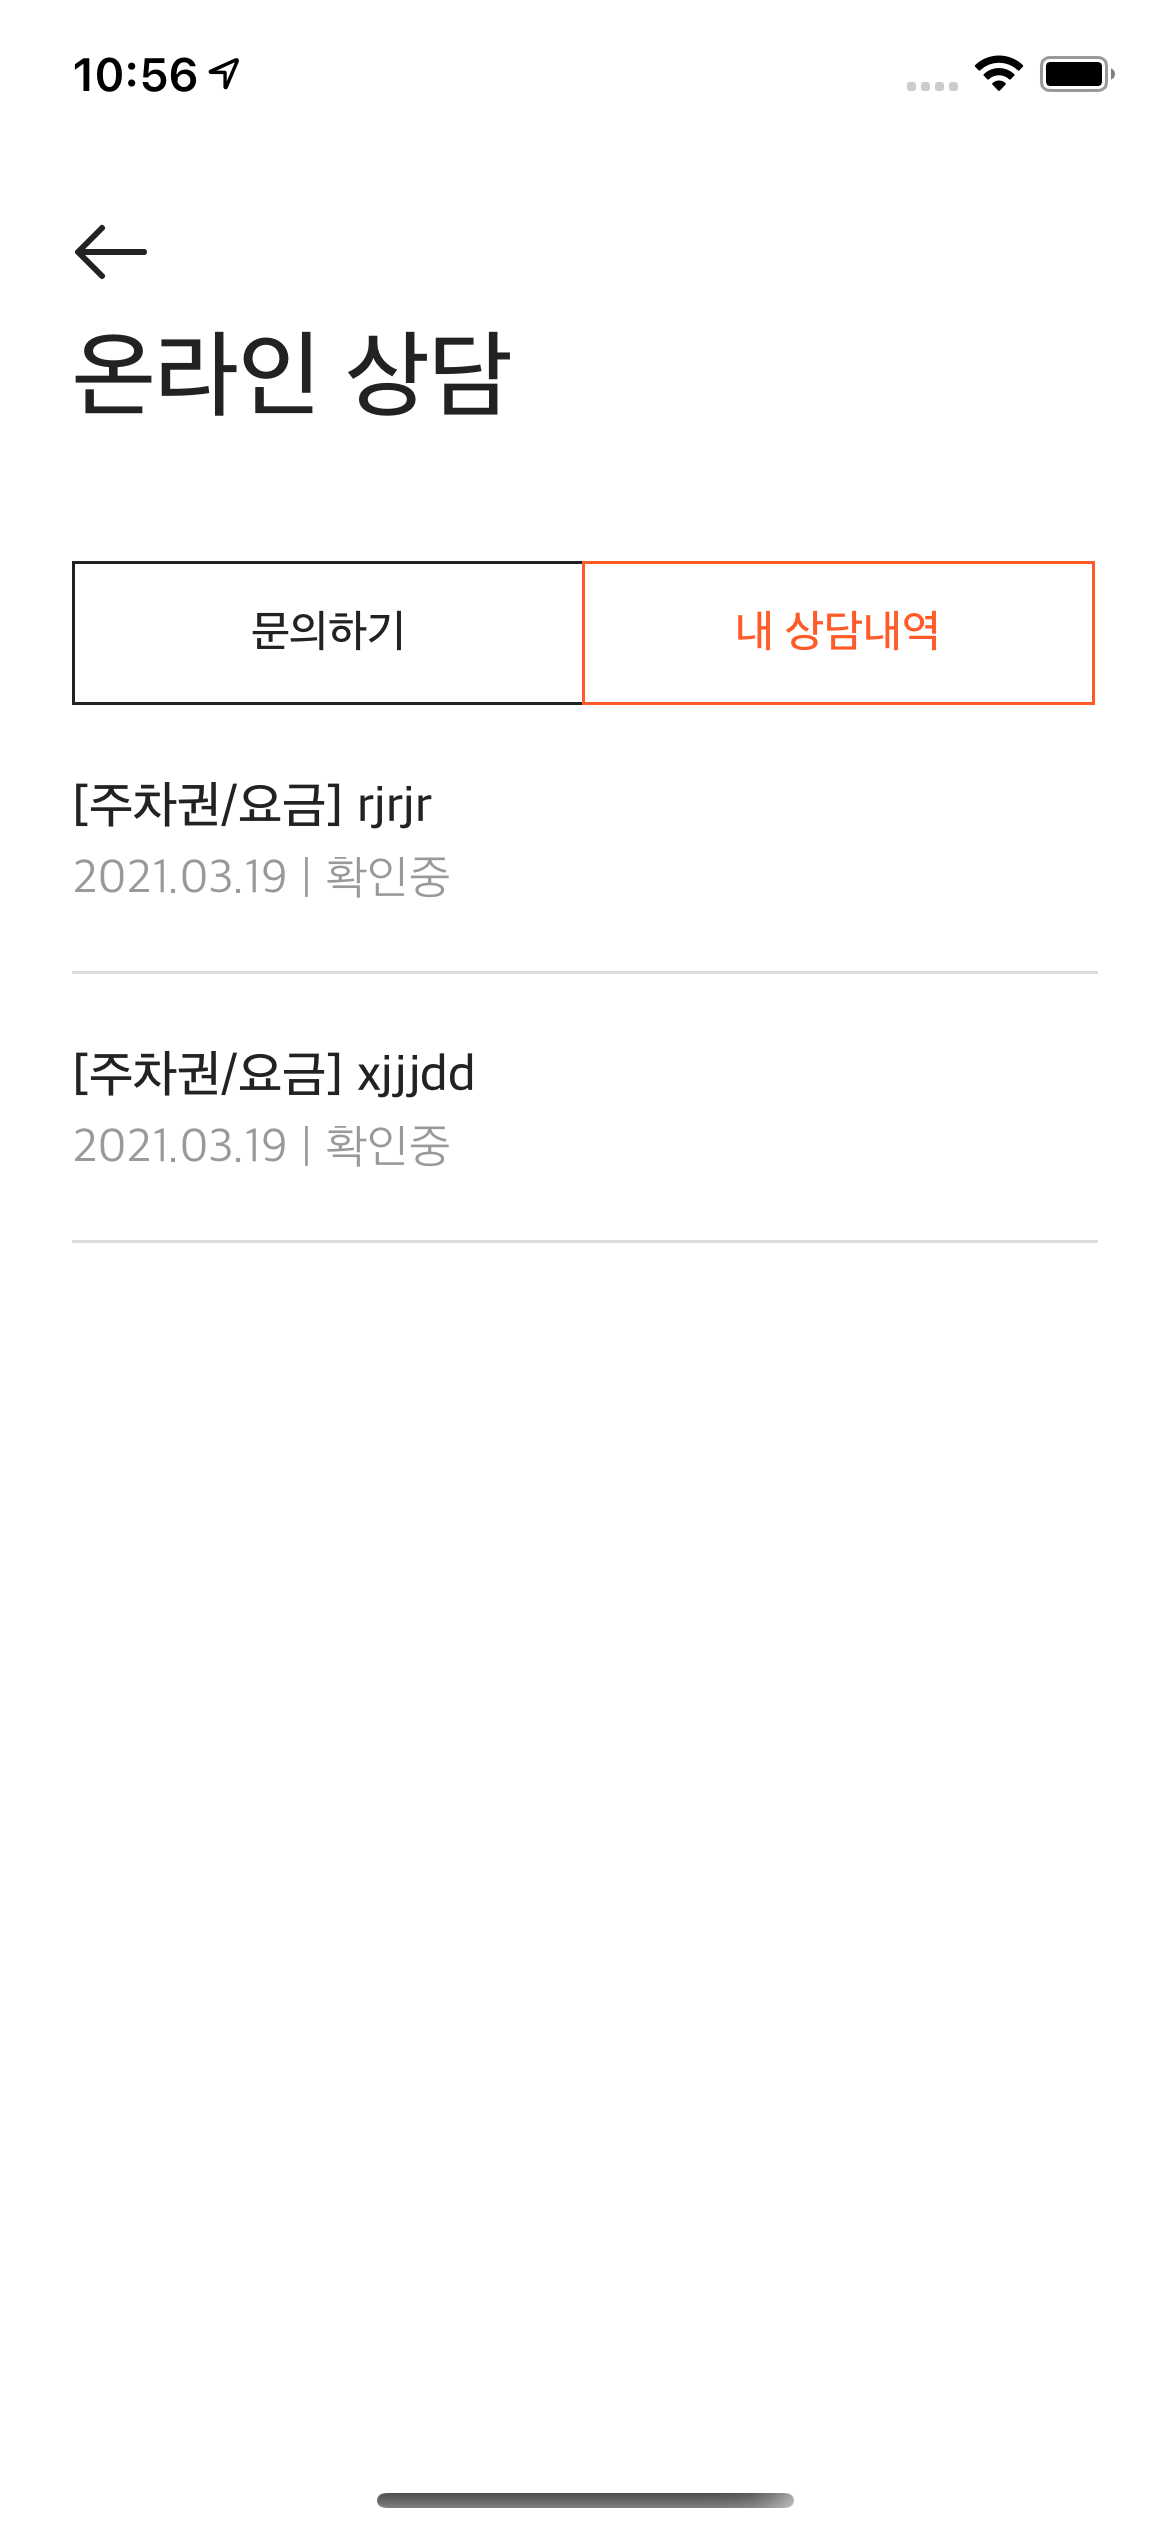 10:56
온라인 상담
문의하기
내 상담내역
[주차권/요금] rjrjr
2021.03.19 | 확인중
[주차권/요금] xjjjdd
2021.03.19 | 확인중